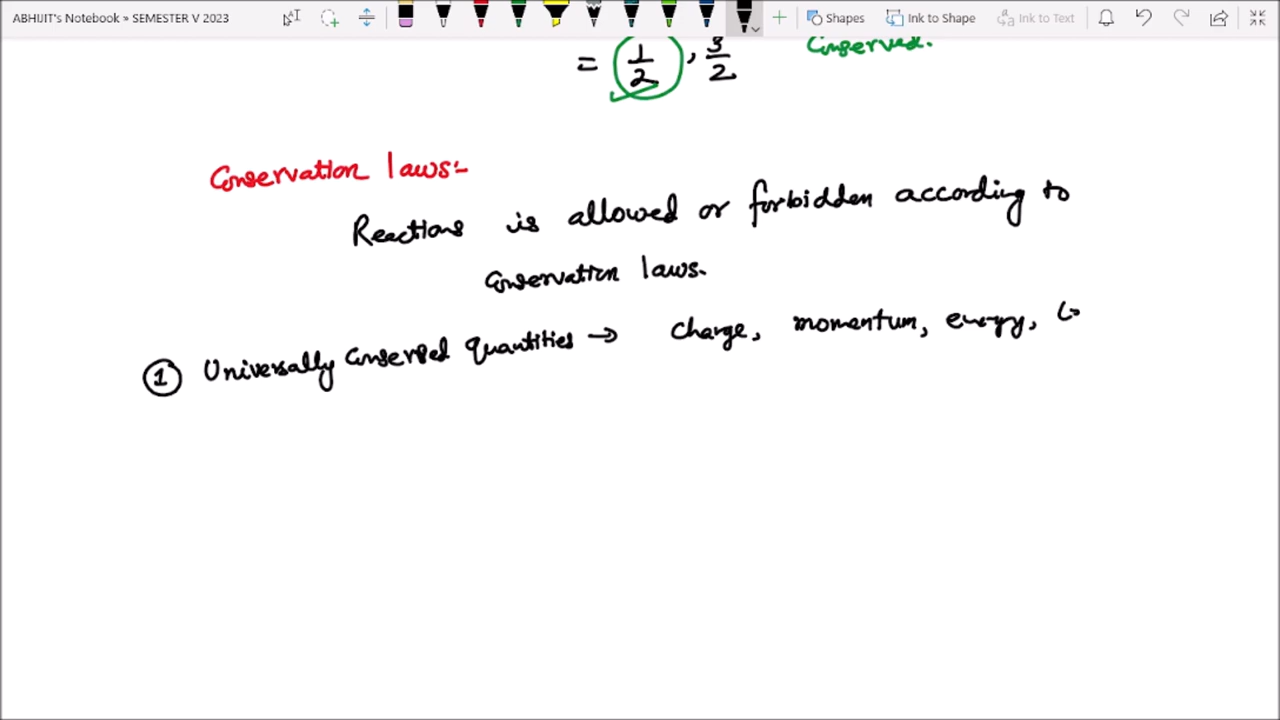 ABHIJIT's Notebook » SEMESTER V 2023 Shapes Ink to Shape Ink to Text
Conserved.
= 1/2, 3/2
Conservation laws:-
Reactions is allowed or forbidden according to
Conservation laws.
① Universally Conserved quantities → Charge, momentum, energy,